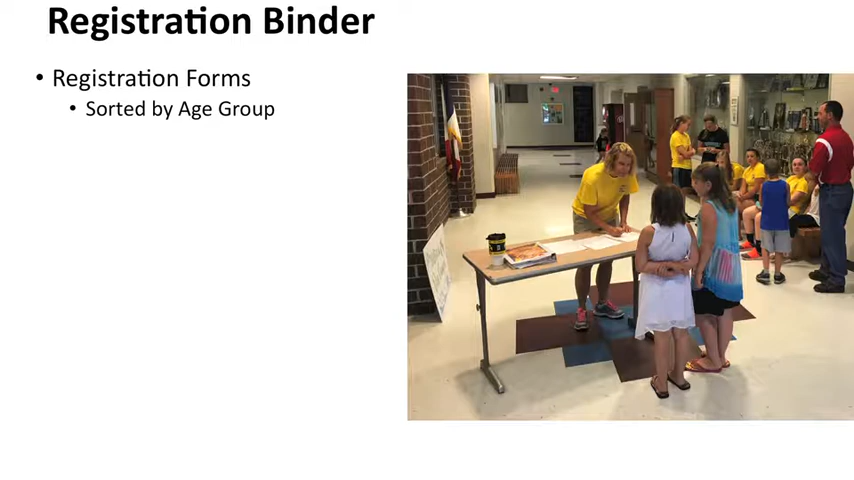 Registration Binder
• Registration Forms
• Sorted by Age Group